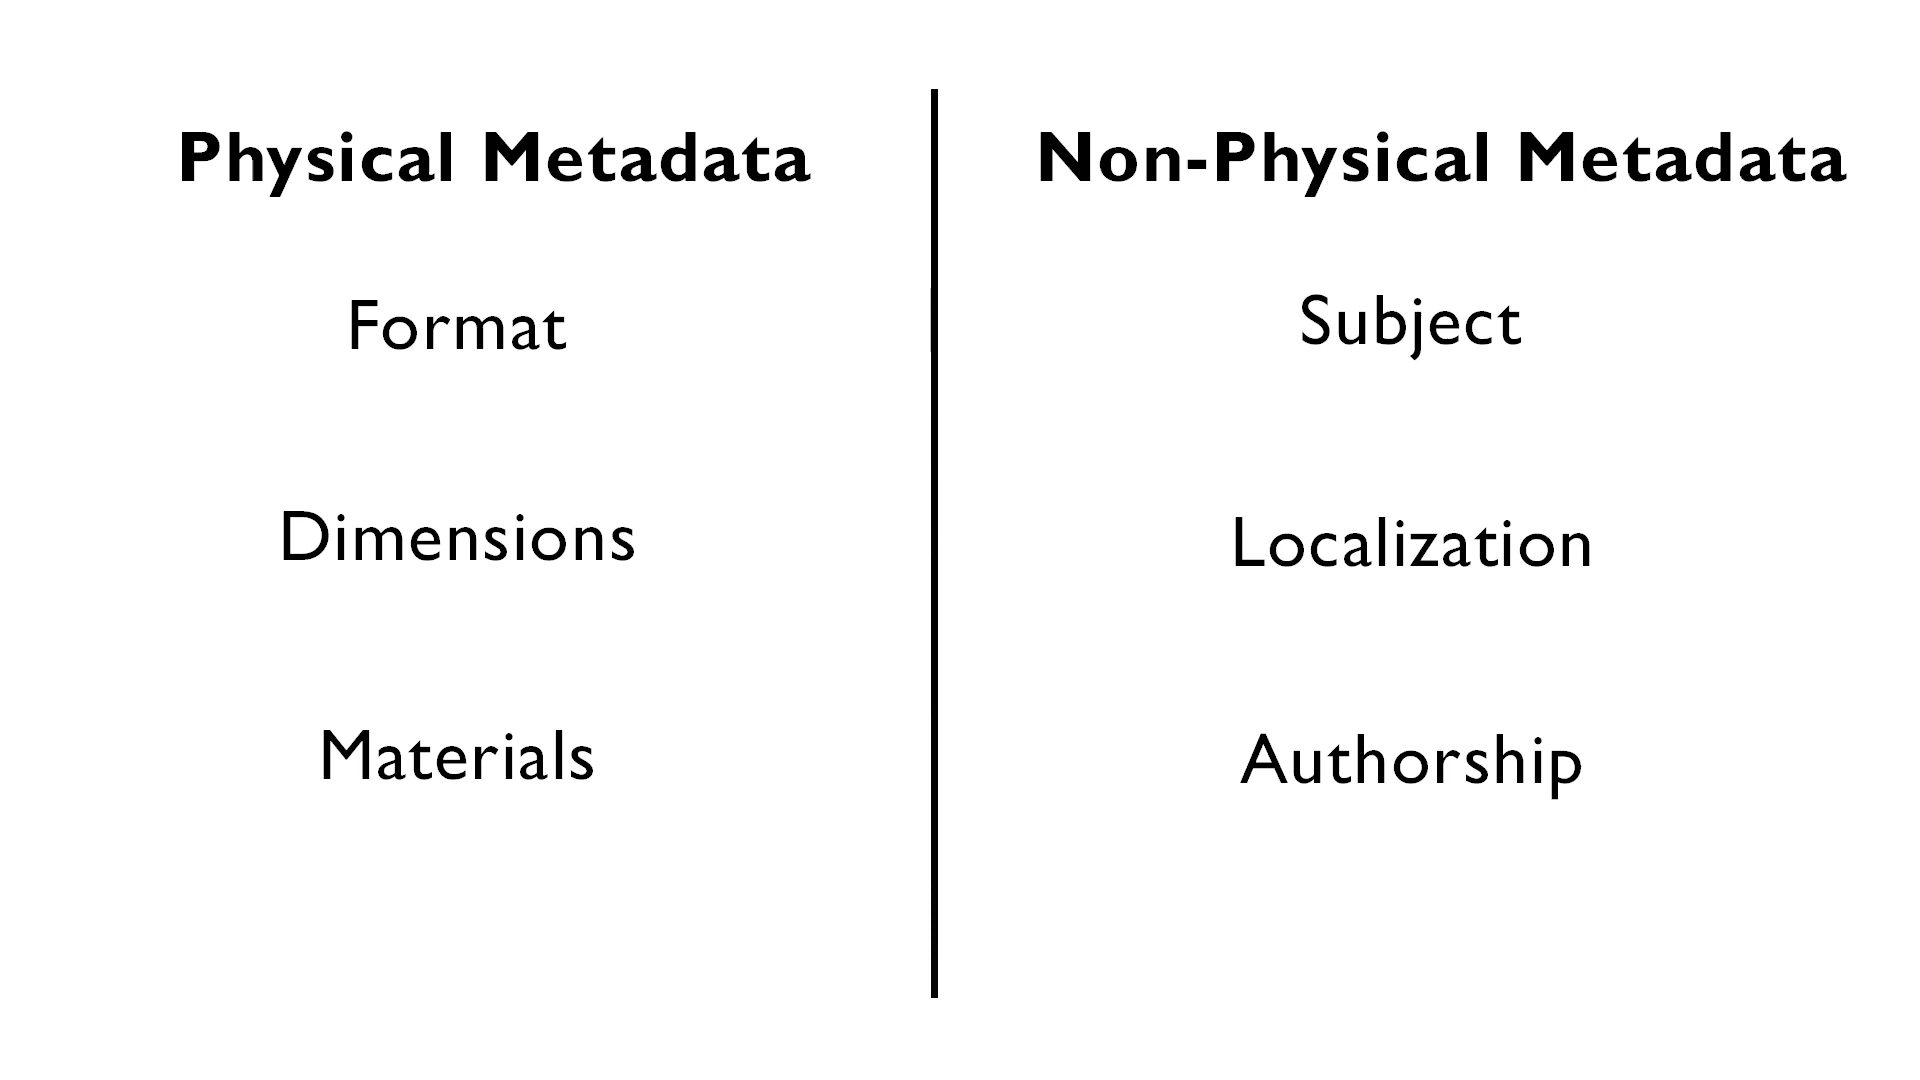 Physical Metadata
Format
Dimensions
Materials
Non-Physical Metadata
Subject
Localization
Authorship